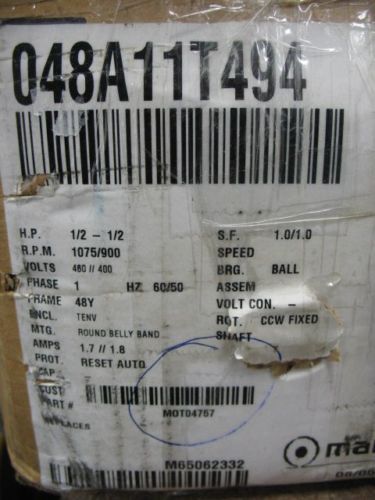 048A11T494
H.P. 1/2 - 1/2 S.F. 1.0/1.0
R.P.M. 1075/900 SPEED
VOLTS 460 // 400 BRG. BALL
PHASE 1 HZ 60/50 ASSEM
FRAME 48Y VOLT CON. -
ENCL. TENV ROT. CCW FIXED
MTG. ROUND BELLY BAND SHAFT
AMPS 1.7 // 1.8
PROT. RESET AUTO
CAP.
CUST
PART #
MOT04757
M65062332